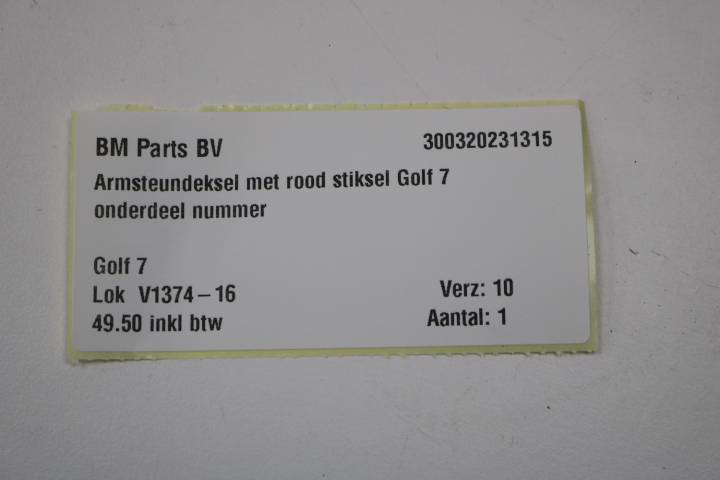 BM Parts BV 300320231315
Armsteundeksel met rood stiksel Golf 7
onderdeel nummer
Golf 7
Lok V1374-16 Verz: 10
49.50 inkl btw Aantal: 1